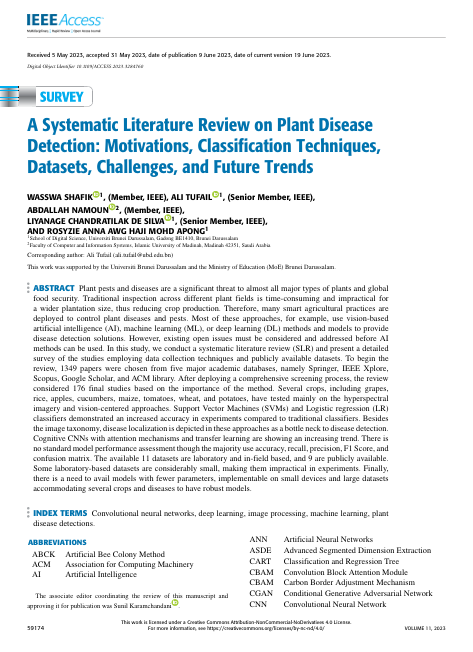 IEEE Access
Multidisciplinary | Rapid Review | Open Access Journal
Received 5 May 2023, accepted 31 May 2023, date of publication 9 June 2023, date of current version 19 June 2023.
Digital Object Identifier 10.1109/ACCESS.2023.3284760
SURVEY
A Systematic Literature Review on Plant Disease
Detection: Motivations, Classification Techniques,
Datasets, Challenges, and Future Trends
WASSWA SHAFIK 1, (Member, IEEE), ALI TUFAIL 1, (Senior Member, IEEE),
ABDALLAH NAMOUN 2, (Member, IEEE),
LIYANAGE CHANDRATILAK DE SILVA 1, (Senior Member, IEEE),
AND ROSYZIE ANNA AWG HAJI MOHD APONG1
1School of Digital Science, Universiti Brunei Darussalam, Gadong BE1410, Brunei Darussalam
2Faculty of Computer and Information Systems, Islamic University of Madinah, Madinah 42351, Saudi Arabia
Corresponding author: Ali Tufail (ali.tufail@ubd.edu.bn)
This work was supported by the Universiti Brunei Darussalam and the Ministry of Education (MoE) Brunei Darussalam.
ABSTRACT Plant pests and diseases are a significant threat to almost all major types of plants and global
food security. Traditional inspection across different plant fields is time-consuming and impractical for
a wider plantation size, thus reducing crop production. Therefore, many smart agricultural practices are
deployed to control plant diseases and pests. Most of these approaches, for example, use vision-based
artificial intelligence (AI), machine learning (ML), or deep learning (DL) methods and models to provide
disease detection solutions. However, existing open issues must be considered and addressed before AI
methods can be used. In this study, we conduct a systematic literature review (SLR) and present a detailed
survey of the studies employing data collection techniques and publicly available datasets. To begin the
review, 1349 papers were chosen from five major academic databases, namely Springer, IEEE Xplore,
Scopus, Google Scholar, and ACM library. After deploying a comprehensive screening process, the review
considered 176 final studies based on the importance of the method. Several crops, including grapes,
rice, apples, cucumbers, maize, tomatoes, wheat, and potatoes, have tested mainly on the hyperspectral
imagery and vision-centered approaches. Support Vector Machines (SVMs) and Logistic regression (LR)
classifiers demonstrated an increased accuracy in experiments compared to traditional classifiers. Besides
the image taxonomy, disease localization is depicted in these approaches as a bottle neck to disease detection.
Cognitive CNNs with attention mechanisms and transfer learning are showing an increasing trend. There is
no standard model performance assessment though the majority use accuracy, recall, precision, F1 Score, and
confusion matrix. The available 11 datasets are laboratory and in-field based, and 9 are publicly available.
Some laboratory-based datasets are considerably small, making them impractical in experiments. Finally,
there is a need to avail models with fewer parameters, implementable on small devices and large datasets
accommodating several crops and diseases to have robust models.
INDEX TERMS Convolutional neural networks, deep learning, image processing, machine learning, plant
disease detections.
ABBREVIATIONS
ABCK Artificial Bee Colony Method
ACM Association for Computing Machinery
AI Artificial Intelligence
The associate editor coordinating the review of this manuscript and
approving it for publication was Sunil Karamchandani.
ANN Artificial Neural Networks
ASDE Advanced Segmented Dimension Extraction
CART Classification and Regression Tree
CBAM Convolution Block Attention Module
CBAM Carbon Border Adjustment Mechanism
CGAN Conditional Generative Adversarial Network
CNN Convolutional Neural Network
59174
This work is licensed under a Creative Commons Attribution-NonCommercial-NoDerivatives 4.0 License.
For more information, see https://creativecommons.org/licenses/by-nc-nd/4.0/
VOLUME 11, 2023